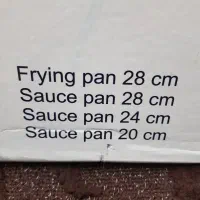 Frying pan 28 cm
Sauce pan 28 cm
Sauce pan 24 cm
Sauce pan 20 cm